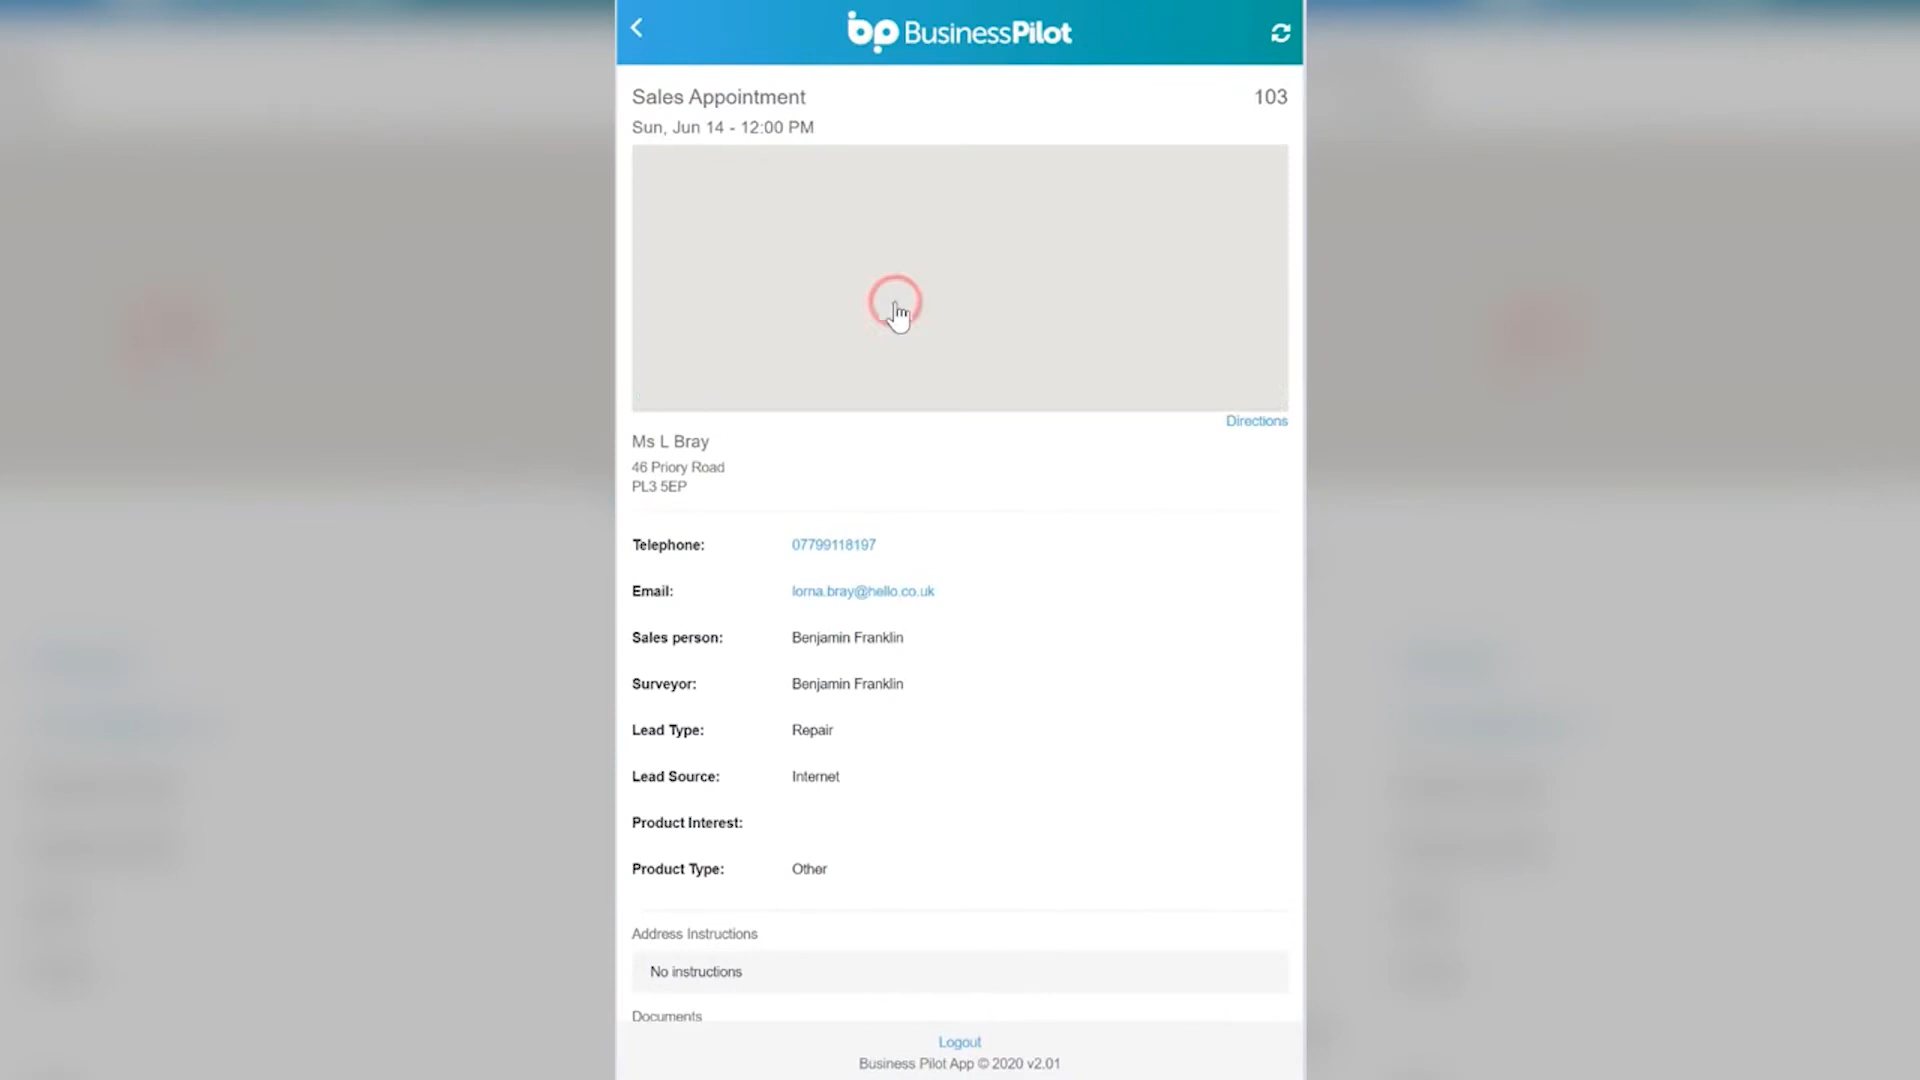 bp BusinessPilot
Sales Appointment 103
Sun, Jun 14 - 12:00 PM
Directions
Ms L Bray
46 Priory Road
PL3 5EP
Telephone: 07799118197
Email: lorna.bray@hello.co.uk
Sales person: Benjamin Franklin
Surveyor: Benjamin Franklin
Lead Type: Repair
Lead Source: Internet
Product Interest:
Product Type: Other
Address Instructions
No instructions
Documents
Logout
Business Pilot App © 2020 v2.01